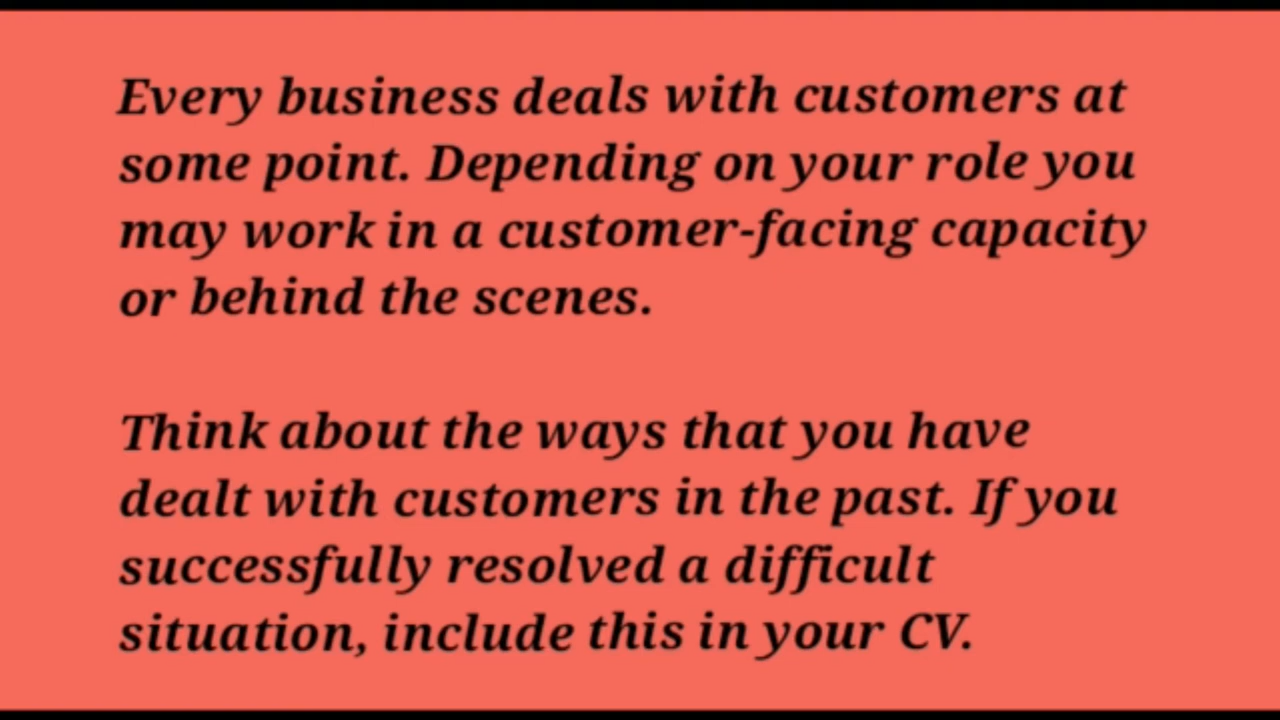 Every business deals with customers at
some point. Depending on your role you
may work in a customer-facing capacity
or behind the scenes.
Think about the ways that you have
dealt with customers in the past. If you
successfully resolved a difficult
situation, include this in your CV.